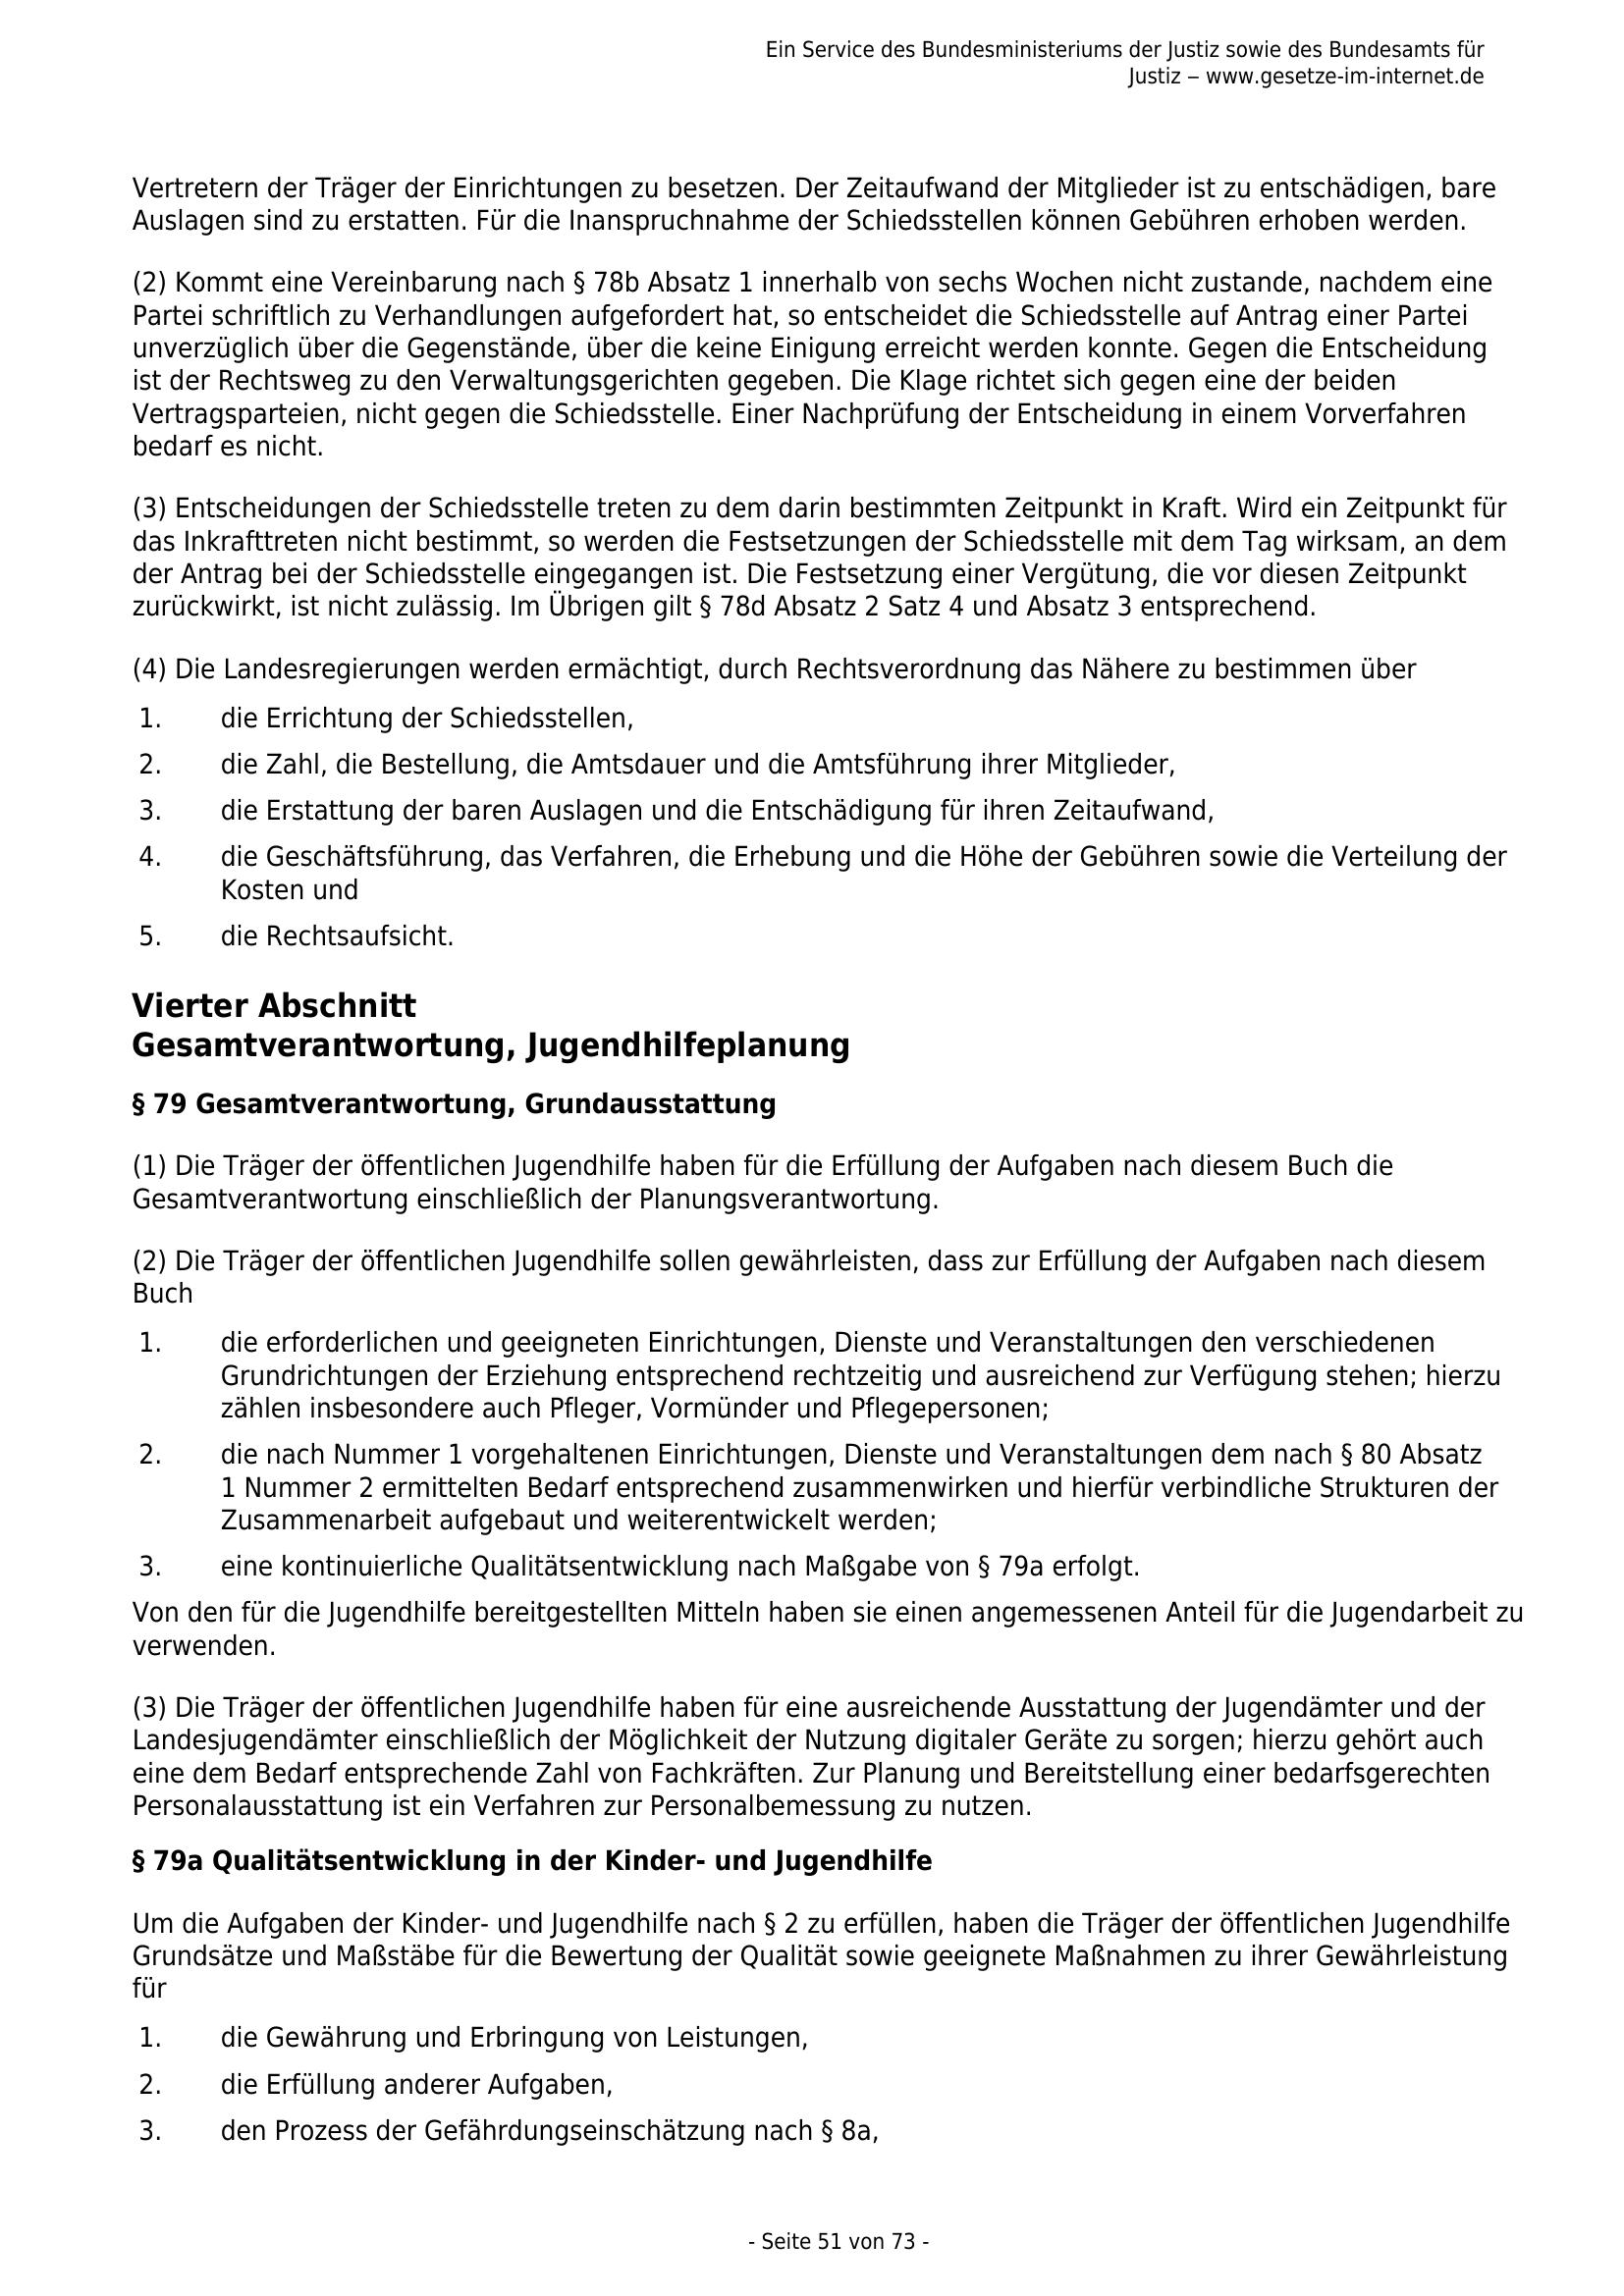 Ein Service des Bundesministeriums der Justiz sowie des Bundesamts für
Justiz ‒ www.gesetze-im-internet.de
Vertretern der Träger der Einrichtungen zu besetzen. Der Zeitaufwand der Mitglieder ist zu entschädigen, bare
Auslagen sind zu erstatten. Für die Inanspruchnahme der Schiedsstellen können Gebühren erhoben werden.
(2) Kommt eine Vereinbarung nach § 78b Absatz 1 innerhalb von sechs Wochen nicht zustande, nachdem eine
Partei schriftlich zu Verhandlungen aufgefordert hat, so entscheidet die Schiedsstelle auf Antrag einer Partei
unverzüglich über die Gegenstände, über die keine Einigung erreicht werden konnte. Gegen die Entscheidung
ist der Rechtsweg zu den Verwaltungsgerichten gegeben. Die Klage richtet sich gegen eine der beiden
Vertragsparteien, nicht gegen die Schiedsstelle. Einer Nachprüfung der Entscheidung in einem Vorverfahren
bedarf es nicht.
(3) Entscheidungen der Schiedsstelle treten zu dem darin bestimmten Zeitpunkt in Kraft. Wird ein Zeitpunkt für
das Inkrafttreten nicht bestimmt, so werden die Festsetzungen der Schiedsstelle mit dem Tag wirksam, an dem
der Antrag bei der Schiedsstelle eingegangen ist. Die Festsetzung einer Vergütung, die vor diesen Zeitpunkt
zurückwirkt, ist nicht zulässig. Im Übrigen gilt § 78d Absatz 2 Satz 4 und Absatz 3 entsprechend.
(4) Die Landesregierungen werden ermächtigt, durch Rechtsverordnung das Nähere zu bestimmen über
1. die Errichtung der Schiedsstellen,
2. die Zahl, die Bestellung, die Amtsdauer und die Amtsführung ihrer Mitglieder,
3. die Erstattung der baren Auslagen und die Entschädigung für ihren Zeitaufwand,
4. die Geschäftsführung, das Verfahren, die Erhebung und die Höhe der Gebühren sowie die Verteilung der
Kosten und
5. die Rechtsaufsicht.
Vierter Abschnitt
Gesamtverantwortung, Jugendhilfeplanung
§ 79 Gesamtverantwortung, Grundausstattung
(1) Die Träger der öffentlichen Jugendhilfe haben für die Erfüllung der Aufgaben nach diesem Buch die
Gesamtverantwortung einschließlich der Planungsverantwortung.
(2) Die Träger der öffentlichen Jugendhilfe sollen gewährleisten, dass zur Erfüllung der Aufgaben nach diesem
Buch
1. die erforderlichen und geeigneten Einrichtungen, Dienste und Veranstaltungen den verschiedenen
Grundrichtungen der Erziehung entsprechend rechtzeitig und ausreichend zur Verfügung stehen; hierzu
zählen insbesondere auch Pfleger, Vormünder und Pflegepersonen;
2. die nach Nummer 1 vorgehaltenen Einrichtungen, Dienste und Veranstaltungen dem nach § 80 Absatz
1 Nummer 2 ermittelten Bedarf entsprechend zusammenwirken und hierfür verbindliche Strukturen der
Zusammenarbeit aufgebaut und weiterentwickelt werden;
3. eine kontinuierliche Qualitätsentwicklung nach Maßgabe von § 79a erfolgt.
Von den für die Jugendhilfe bereitgestellten Mitteln haben sie einen angemessenen Anteil für die Jugendarbeit zu
verwenden.
(3) Die Träger der öffentlichen Jugendhilfe haben für eine ausreichende Ausstattung der Jugendämter und der
Landesjugendämter einschließlich der Möglichkeit der Nutzung digitaler Geräte zu sorgen; hierzu gehört auch
eine dem Bedarf entsprechende Zahl von Fachkräften. Zur Planung und Bereitstellung einer bedarfsgerechten
Personalausstattung ist ein Verfahren zur Personalbemessung zu nutzen.
§ 79a Qualitätsentwicklung in der Kinder- und Jugendhilfe
Um die Aufgaben der Kinder- und Jugendhilfe nach § 2 zu erfüllen, haben die Träger der öffentlichen Jugendhilfe
Grundsätze und Maßstäbe für die Bewertung der Qualität sowie geeignete Maßnahmen zu ihrer Gewährleistung
für
1. die Gewährung und Erbringung von Leistungen,
2. die Erfüllung anderer Aufgaben,
3. den Prozess der Gefährdungseinschätzung nach § 8a,
- Seite 51 von 73 -